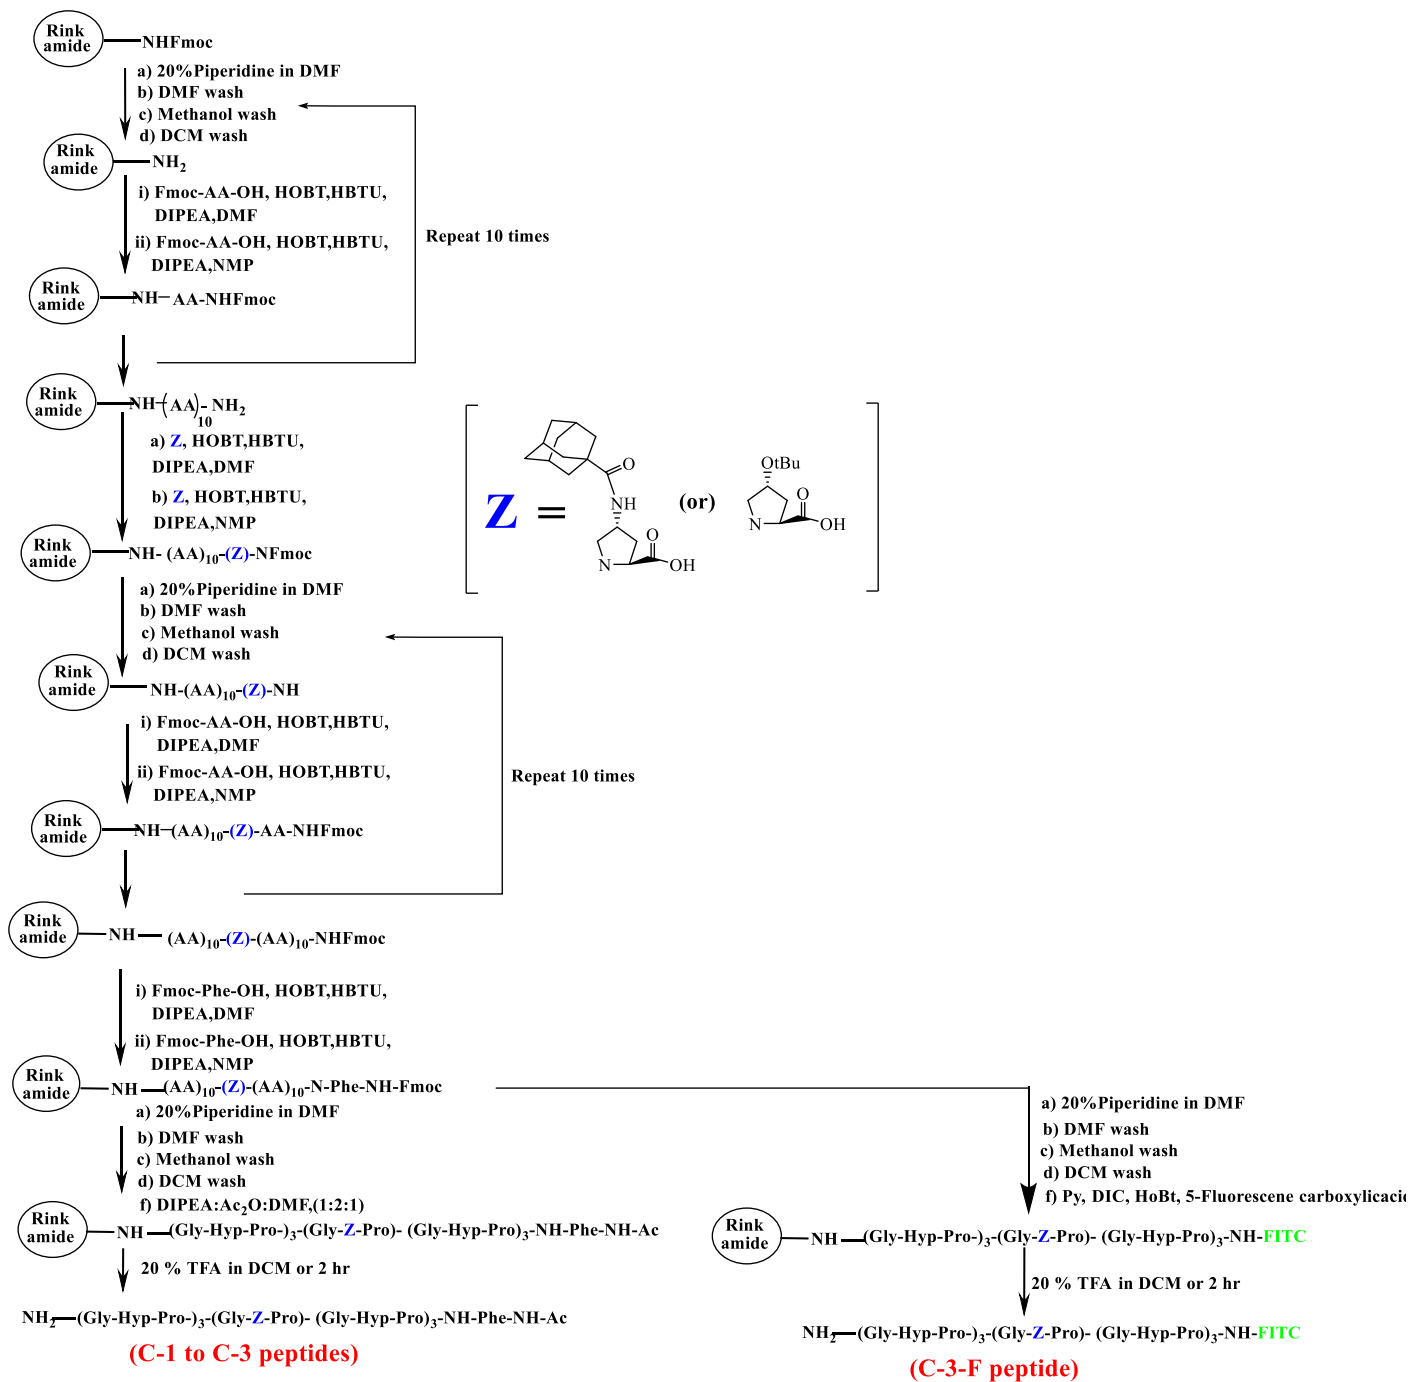 Rink
amide
NHFmoc
a) 20%Piperidine in DMF
b) DMF wash
c) Methanol wash
d) DCM wash
Rink
amide
NH2
i) Fmoc-AA-OH, HOBT,HBTU,
DIPEA,DMF
ii) Fmoc-AA-OH, HOBT,HBTU,
DIPEA,NMP
Repeat 10 times
Rink
amide
NH– AA-NHFmoc
Rink
amide
NH–(AA)10- NH2
a) Z, HOBT,HBTU,
DIPEA,DMF
b) Z, HOBT,HBTU,
DIPEA,NMP
Z =
O
NH
N
O
OH
(or)
OtBu
N
O
OH
Rink
amide
NH- (AA)10-(Z)-NFmoc
a) 20%Piperidine in DMF
b) DMF wash
c) Methanol wash
d) DCM wash
Rink
amide
NH-(AA)10-(Z)-NH
i) Fmoc-AA-OH, HOBT,HBTU,
DIPEA,DMF
ii) Fmoc-AA-OH, HOBT,HBTU,
DIPEA,NMP
Repeat 10 times
Rink
amide
NH–(AA)10-(Z)-AA-NHFmoc
Rink
amide
NH — (AA)10-(Z)-(AA)10-NHFmoc
i) Fmoc-Phe-OH, HOBT,HBTU,
DIPEA,DMF
ii) Fmoc-Phe-OH, HOBT,HBTU,
DIPEA,NMP
Rink
amide
NH —(AA)10-(Z)-(AA)10-N-Phe-NH-Fmoc
a) 20%Piperidine in DMF
b) DMF wash
c) Methanol wash
d) DCM wash
f) DIPEA:Ac2O:DMF,(1:2:1)
Rink
amide
NH —(Gly-Hyp-Pro-)3-(Gly-Z-Pro)- (Gly-Hyp-Pro)3-NH-Phe-NH-Ac
20 % TFA in DCM or 2 hr
NH2—(Gly-Hyp-Pro-)3-(Gly-Z-Pro)- (Gly-Hyp-Pro)3-NH-Phe-NH-Ac
(C-1 to C-3 peptides)
a) 20%Piperidine in DMF
b) DMF wash
c) Methanol wash
d) DCM wash
f) Py, DIC, HoBt, 5-Fluorescene carboxylicacid
Rink
amide
NH —(Gly-Hyp-Pro-)3-(Gly-Z-Pro)- (Gly-Hyp-Pro)3-NH-FITC
20 % TFA in DCM or 2 hr
NH2—(Gly-Hyp-Pro-)3-(Gly-Z-Pro)- (Gly-Hyp-Pro)3-NH-FITC
(C-3-F peptide)